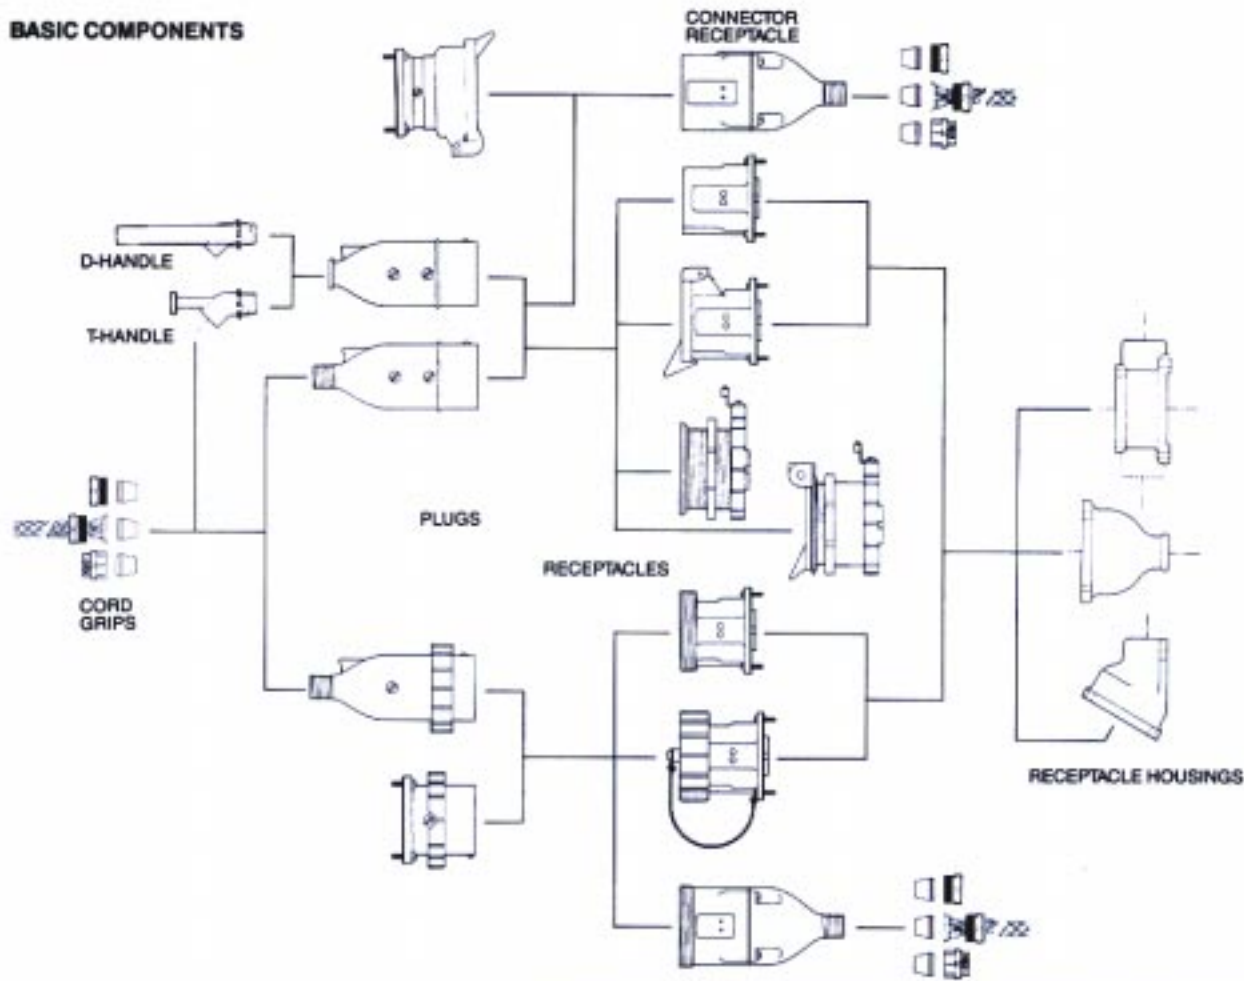 BASIC COMPONENTS
CONNECTOR
RECEPTACLE
D-HANDLE
T-HANDLE
PLUGS
RECEPTACLES
CORD
GRIPS
RECEPTACLE HOUSINGS